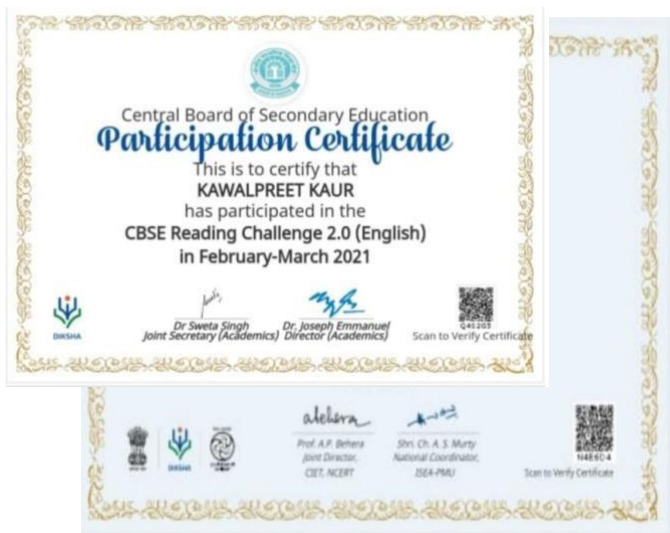 Central Board of Secondary Education
Participation Certificate
This is to certify that
KAWALPREET KAUR
has participated in the
CBSE Reading Challenge 2.0 (English)
in February-March 2021
DIKSHA
Dr Sweta Singh
Joint Secretary (Academics)
Dr. Joseph Emmanuel
Director (Academics)
Scan to Verify Certificate
DIKSHA
Prof. A.P. Behera
Joint Director,
CIET, NCERT
Shri. Ch. A. S. Murty
National Coordinator,
ISEA-PMU
Scan to Verify Certificate